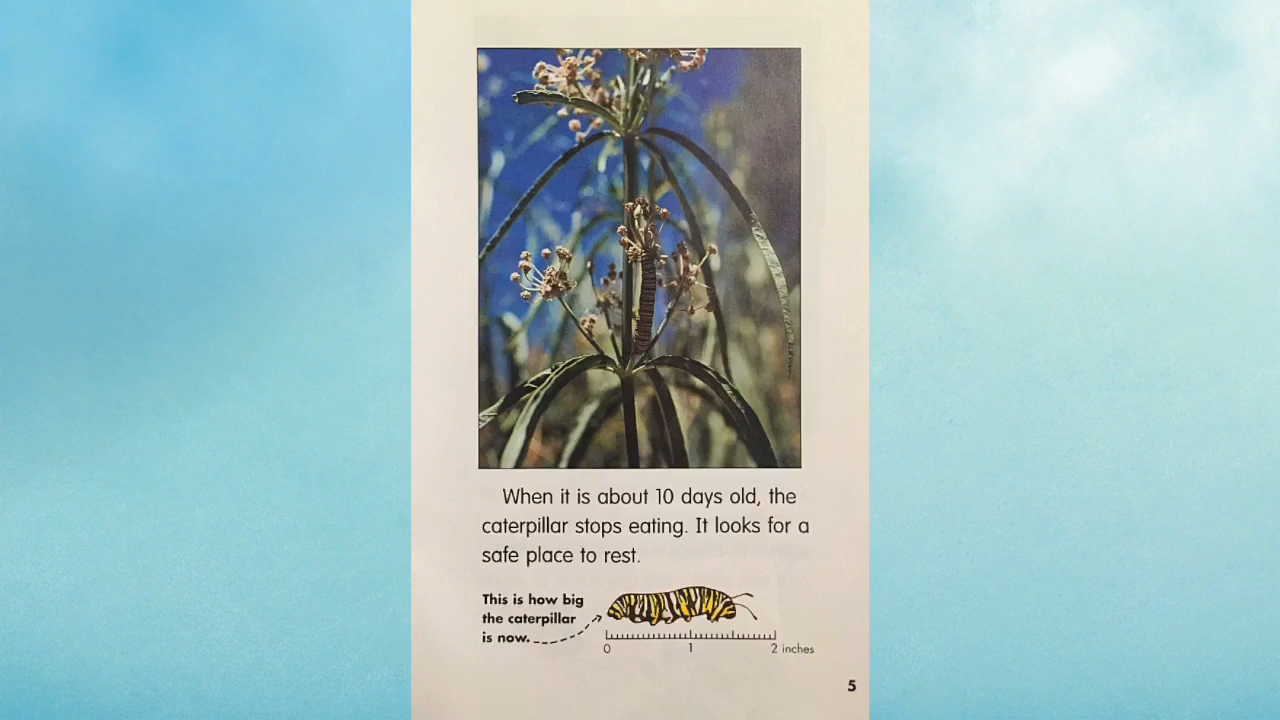 When it is about 10 days old, the
caterpillar stops eating. It looks for a
safe place to rest.
This is how big
the caterpillar
is now.
0 1 2 inches
5